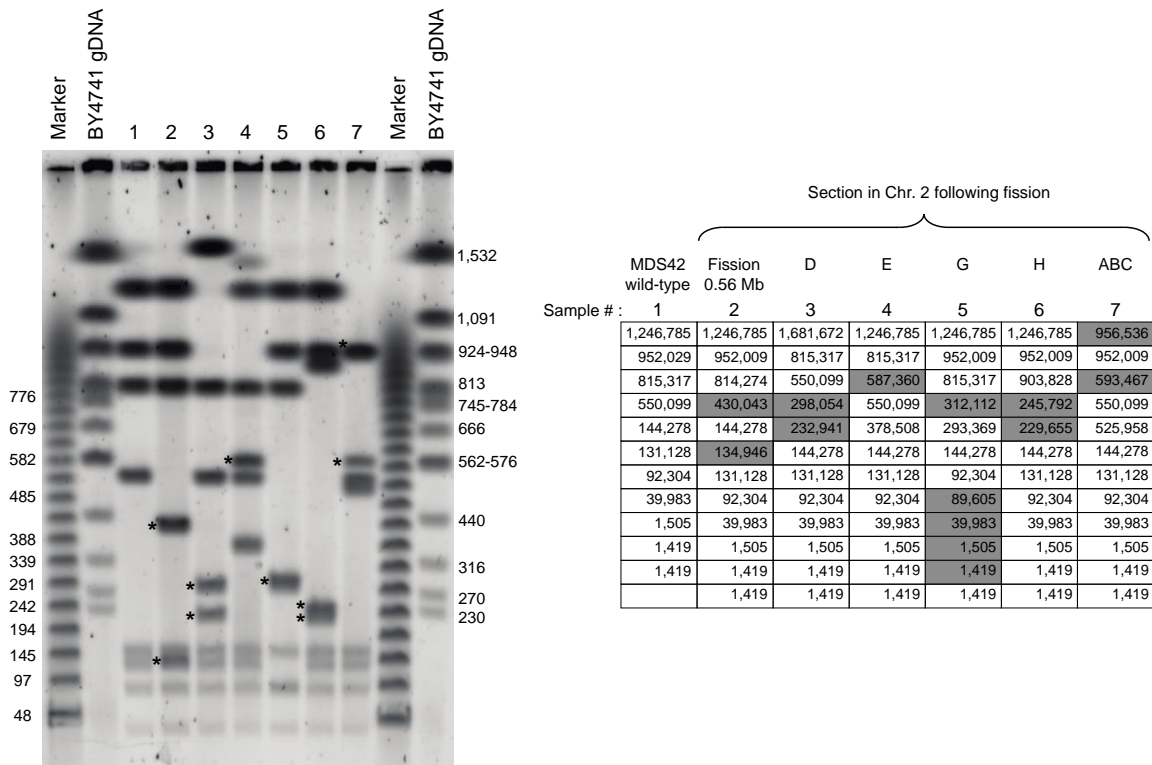 Marker
BY4741 gDNA
1 2 3 4 5 6 7
Marker
BY4741 gDNA
776
679
582
485
388
339
291
242
194
145
97
48
1,532
1,091
924-948
813
745-784
666
562-576
440
316
270
230
*
*
*
*
*
*
*
*
*
*
Section in Chr. 2 following fission
MDS42 wild-type Fission 0.56 Mb D E G H ABC
Sample # : 1 2 3 4 5 6 7
1,246,785 1,246,785 1,681,672 1,246,785 1,246,785 1,246,785 956,536
952,029 952,009 815,317 815,317 952,009 952,009 952,009
815,317 814,274 550,099 587,360 815,317 903,828 593,467
550,099 430,043 298,054 550,099 312,112 245,792 550,099
144,278 144,278 232,941 378,508 293,369 229,655 525,958
131,128 134,946 144,278 144,278 144,278 144,278 144,278
92,304 131,128 131,128 131,128 92,304 131,128 131,128
39,983 92,304 92,304 92,304 89,605 92,304 92,304
1,505 39,983 39,983 39,983 39,983 39,983 39,983
1,419 1,505 1,505 1,505 1,505 1,505 1,505
1,419 1,419 1,419 1,419 1,419 1,419 1,419
1,419 1,419 1,419 1,419 1,419 1,419